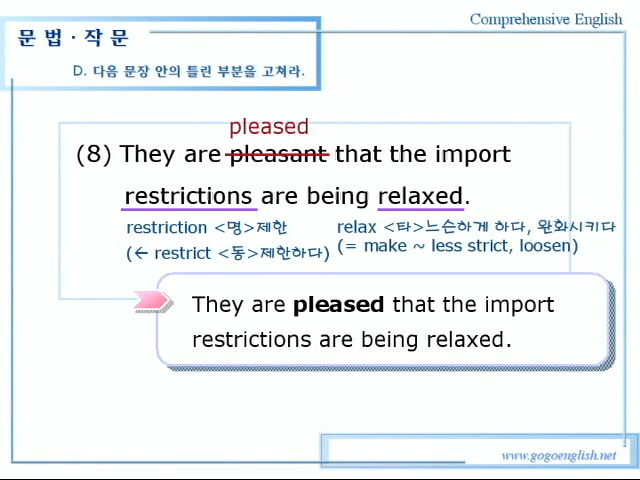 Comprehensive English
문 법 · 작 문
D. 다음 문장 안의 틀린 부분을 고쳐라.
pleased
(8) They are pleasant that the import
restrictions are being relaxed.
restriction <명>제한
relax <타>느슨하게 하다, 완화시키다
(← restrict <동>제한하다)
(= make ~ less strict, loosen)
They are pleased that the import
restrictions are being relaxed.
www.gogoenglish.net